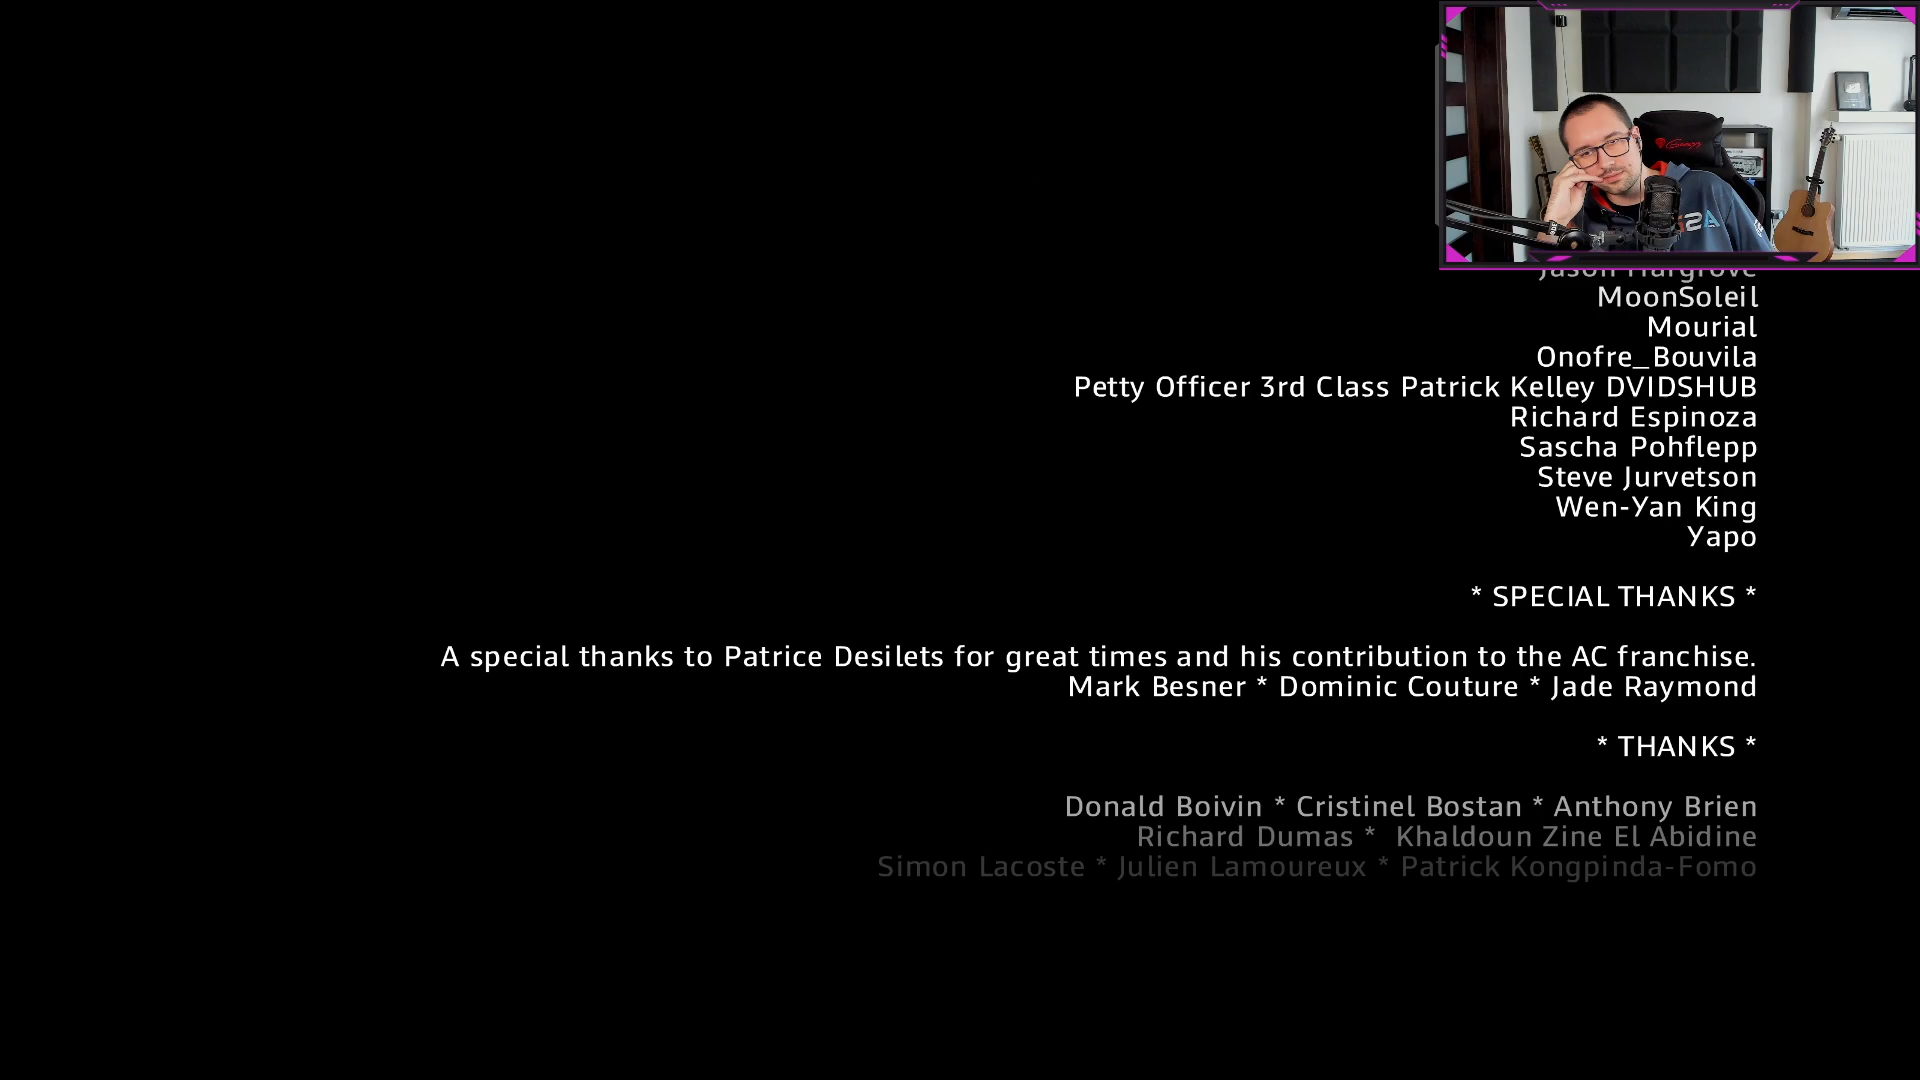 Jason Hargrove
MoonSoleil
Mourial
Onofre_Bouvila
Petty Officer 3rd Class Patrick Kelley DVIDSHUB
Richard Espinoza
Sascha Pohflepp
Steve Jurvetson
Wen-Yan King
Yapo
* SPECIAL THANKS *
A special thanks to Patrice Desilets for great times and his contribution to the AC franchise.
Mark Besner * Dominic Couture * Jade Raymond
* THANKS *
Donald Boivin * Cristinel Bostan * Anthony Brien
Richard Dumas * Khaldoun Zine El Abidine
Simon Lacoste * Julien Lamoureux * Patrick Kongpinda-Fomo